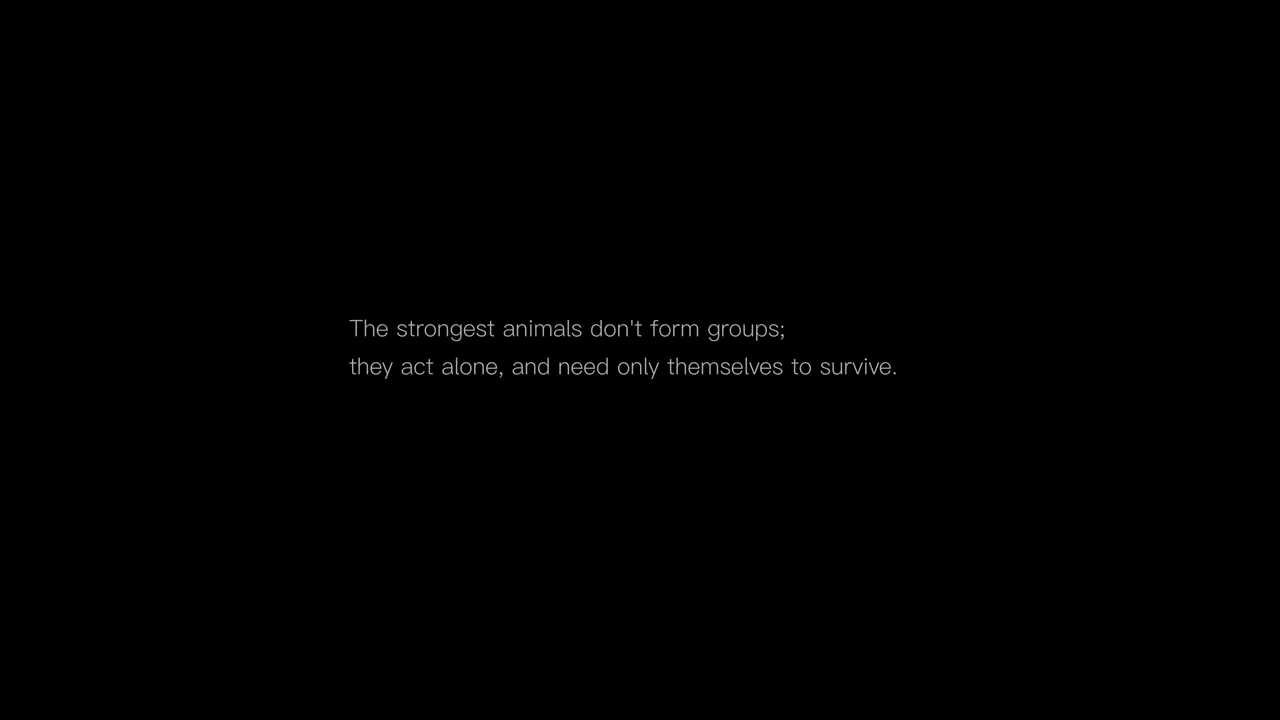 The strongest animals don't form groups;
they act alone, and need only themselves to survive.